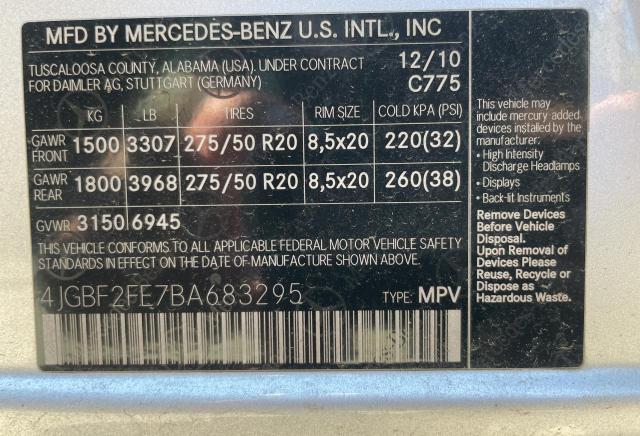 MFD BY MERCEDES-BENZ U.S. INTL., INC
TUSCALOOSA COUNTY, ALABAMA (USA). UNDER CONTRACT 12/10
FOR DAIMLER AG, STUTTGART (GERMANY) C775
KG LB TIRES RIM SIZE COLD KPA (PSI)
GAWR FRONT 1500 3307 275/50 R20 8,5x20 220(32)
GAWR REAR 1800 3968 275/50 R20 8,5x20 260(38)
GVWR 3150 6945
THIS VEHICLE CONFORMS TO ALL APPLICABLE FEDERAL MOTOR VEHICLE SAFETY
STANDARDS IN EFFECT ON THE DATE OF MANUFACTURE SHOWN ABOVE.
4JGBF2FE7BA683295 TYPE: MPV
This vehicle may
include mercury added
devices installed by the
manufacturer:
• High Intensity
Discharge Headlamps
• Displays
• Back-lit Instruments
Remove Devices
Before Vehicle
Disposal.
Upon Removal of
Devices Please
Reuse, Recycle or
Dispose as
Hazardous Waste.